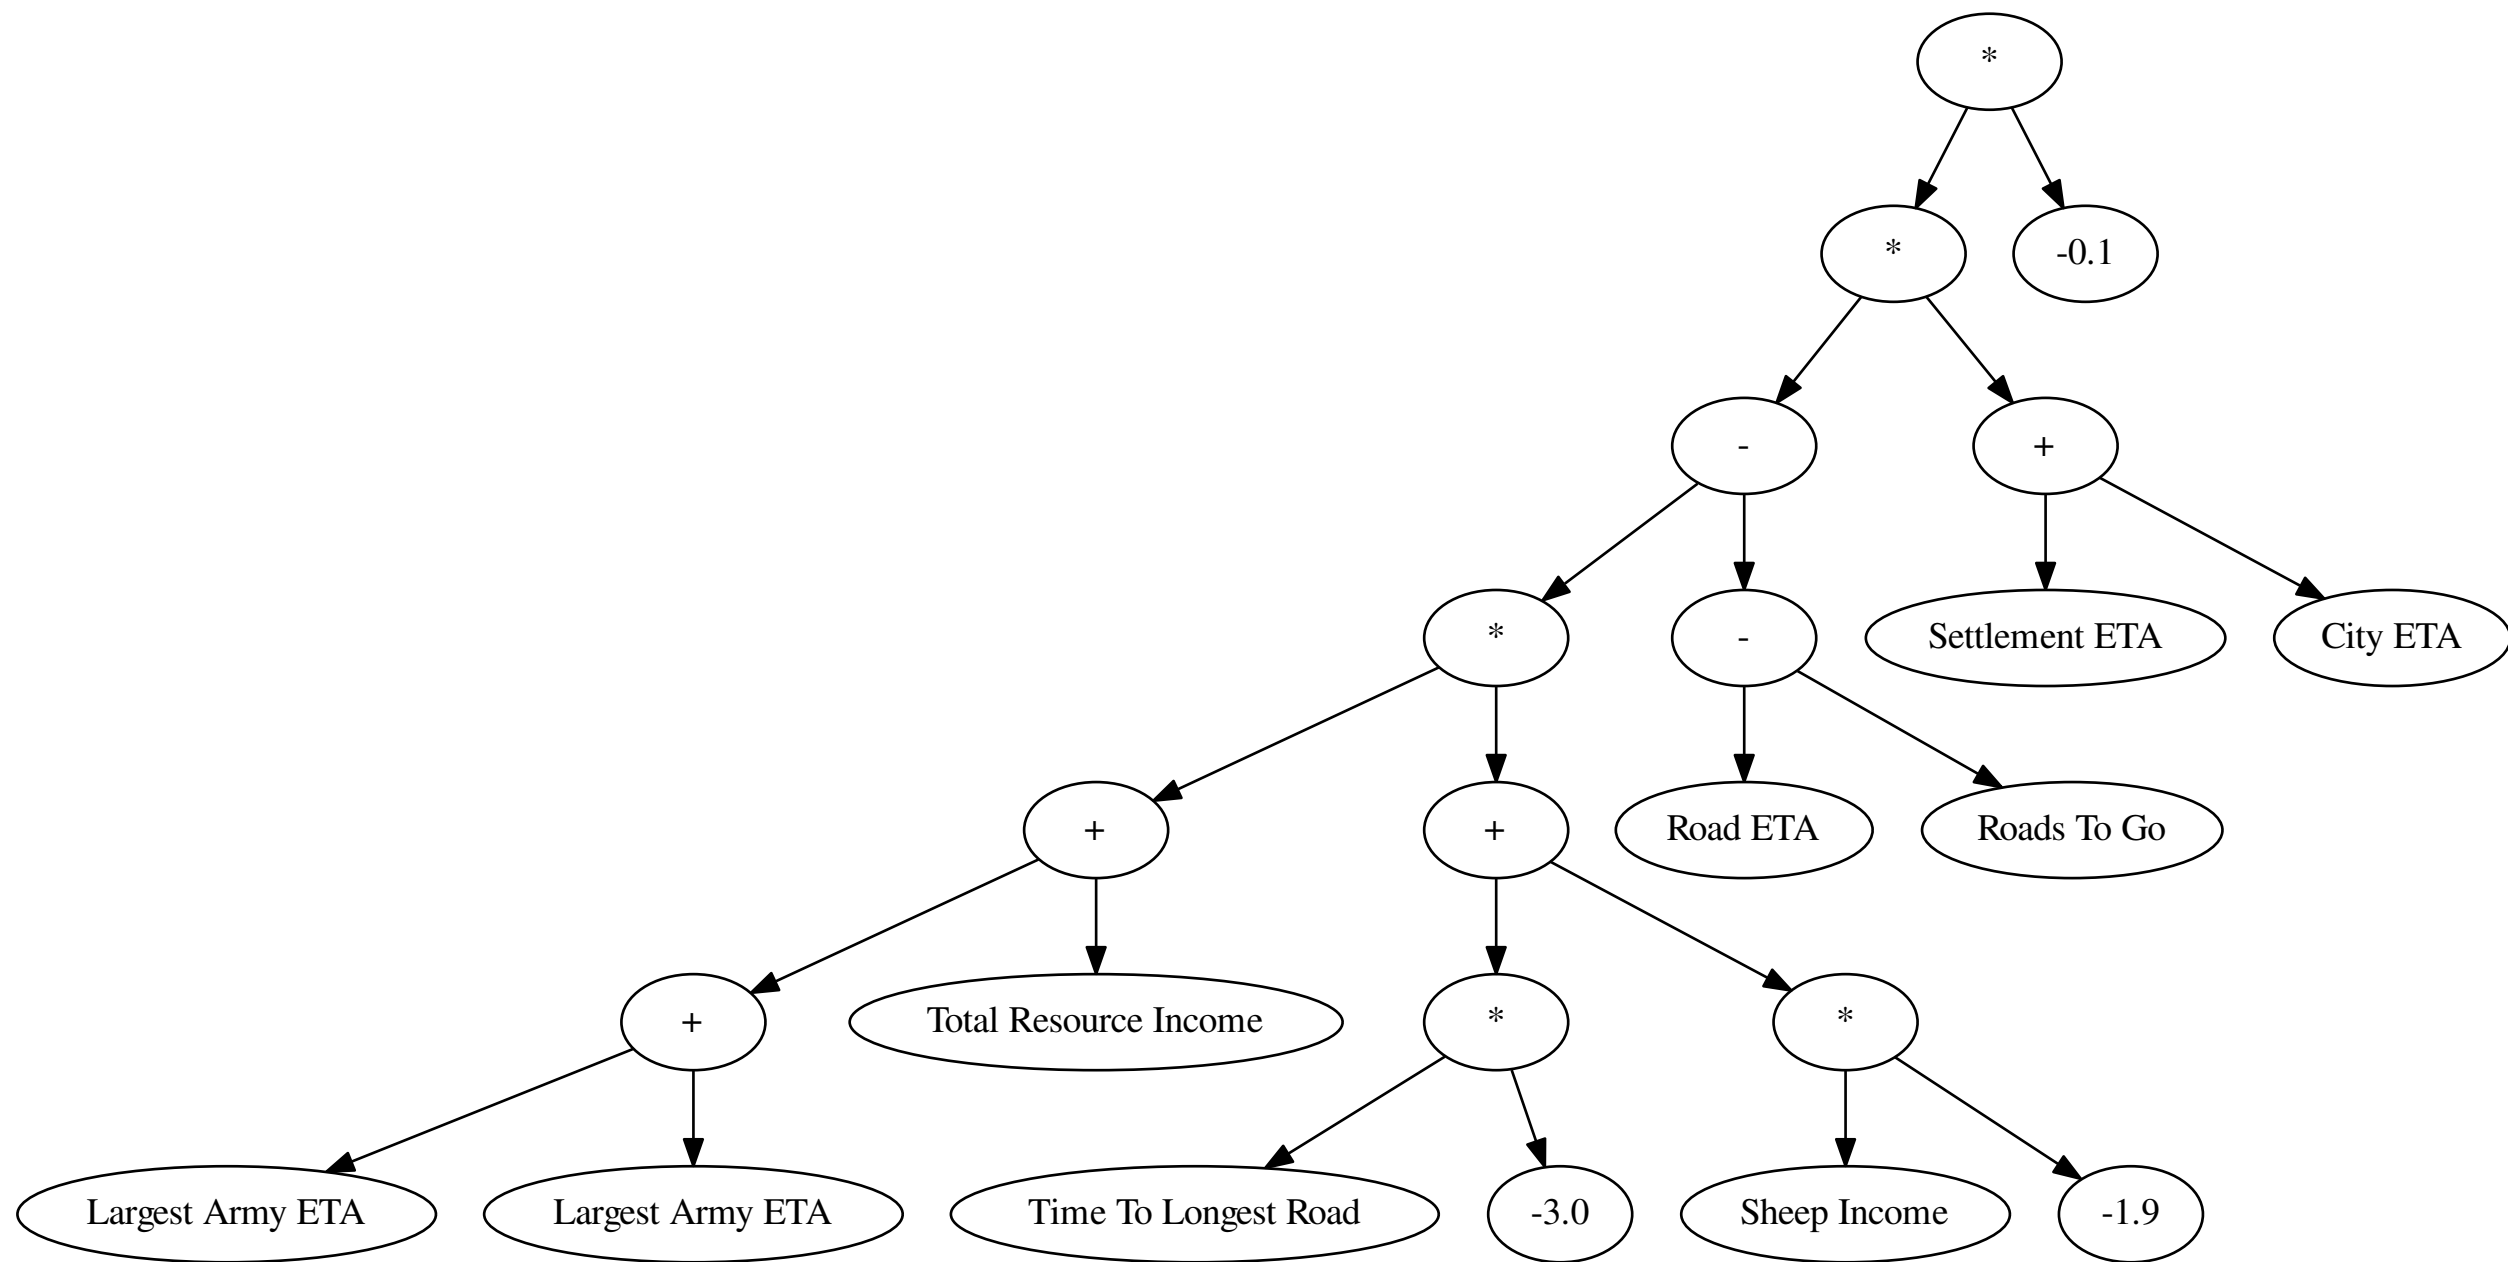 *
*
-0.1
-
+
*
-
Settlement ETA
City ETA
+
+
Road ETA
Roads To Go
+
Total Resource Income
*
*
Largest Army ETA
Largest Army ETA
Time To Longest Road
-3.0
Sheep Income
-1.9